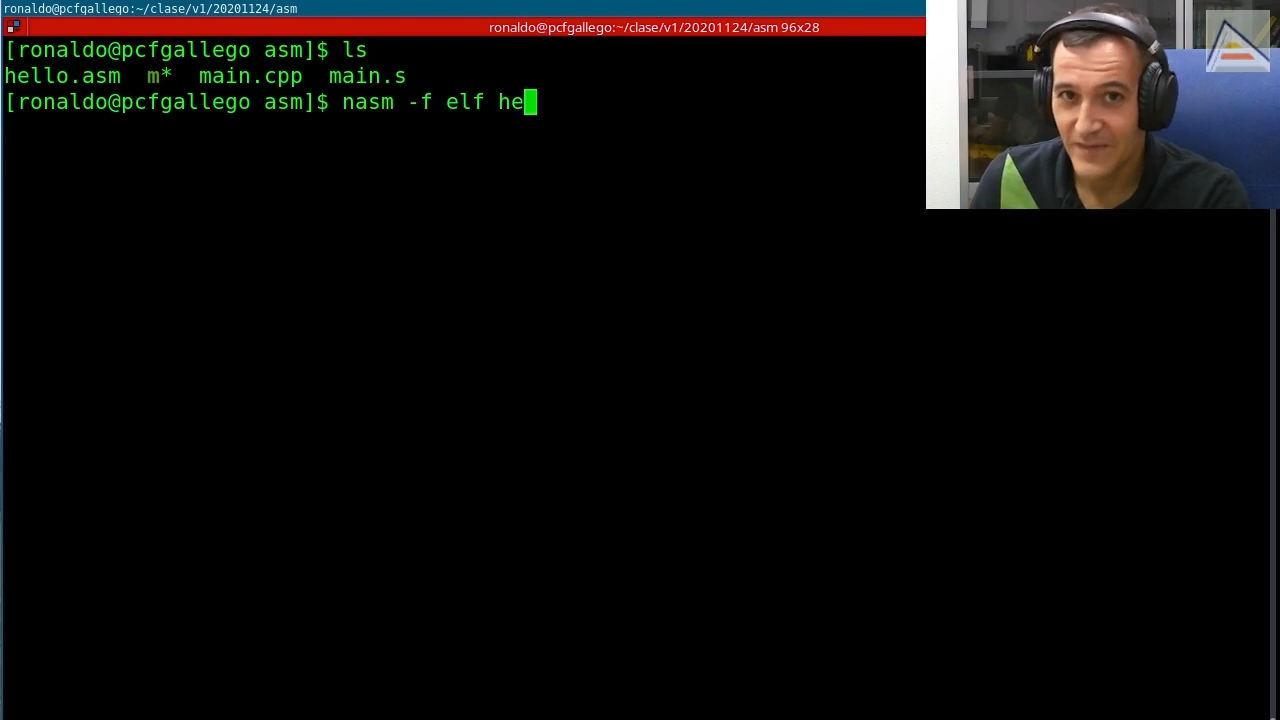 ronaldo@pcfgallego:~/clase/v1/20201124/asm
ronaldo@pcfgallego:~/clase/v1/20201124/asm 96x28
[ronaldo@pcfgallego asm]$ ls
hello.asm  m*  main.cpp  main.s
[ronaldo@pcfgallego asm]$ nasm -f elf he